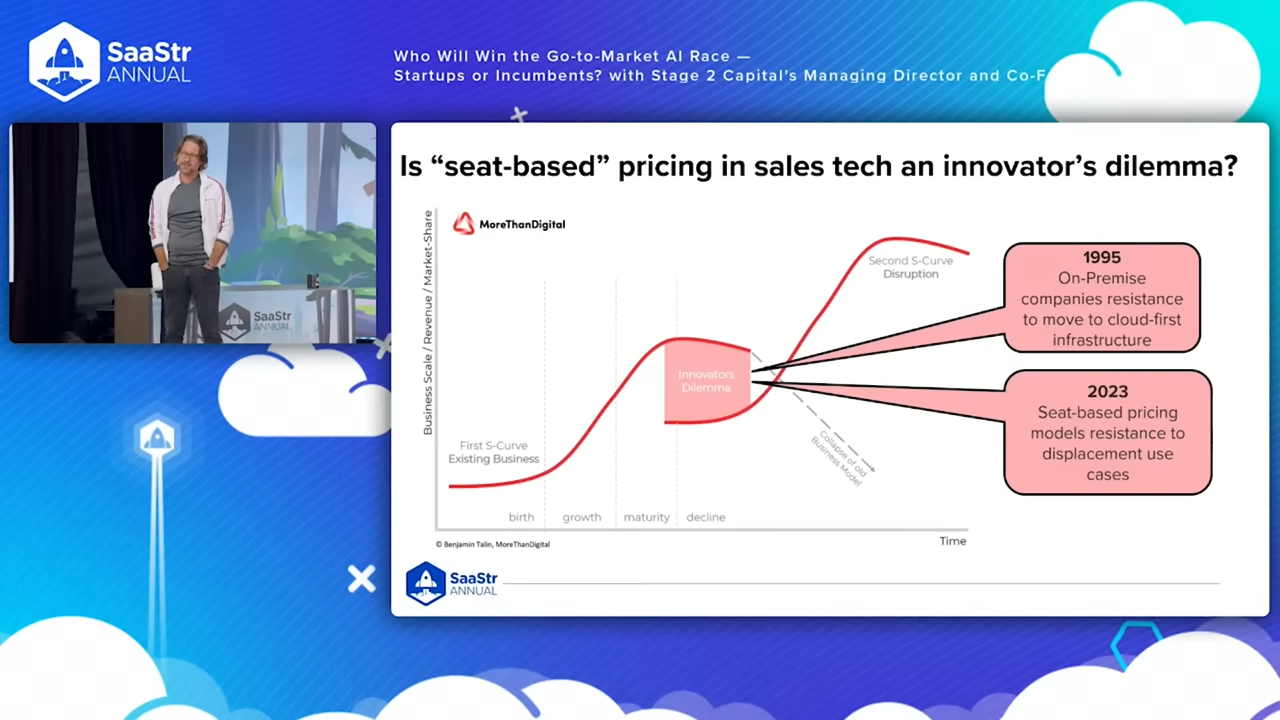 SaaStr
ANNUAL
Who Will Win the Go-to-Market AI Race —
Startups or Incumbents? with Stage 2 Capital's Managing Director and Co-F
SaaStr
ANNUAL
Is “seat-based” pricing in sales tech an innovator’s dilemma?
MoreThanDigital
Business Scale / Revenue / Market-Share
Second S-Curve
Disruption
Innovators
Dilemma
First S-Curve
Existing Business
Collapse of old
Business Model
birth
growth
maturity
decline
Time
© Benjamin Talin, MoreThanDigital
1995
On-Premise
companies resistance
to move to cloud-first
infrastructure
2023
Seat-based pricing
models resistance to
displacement use
cases
SaaStr
ANNUAL